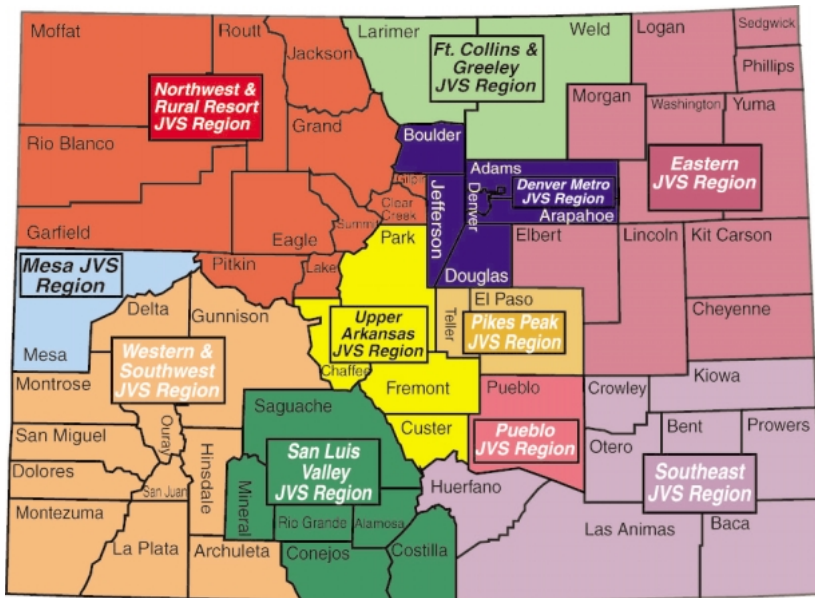 Moffat
Routt
Jackson
Larimer
Weld
Logan
Sedgwick
Phillips
Northwest &
Rural Resort
JVS Region
Ft. Collins &
Greeley
JVS Region
Morgan
Washington
Yuma
Rio Blanco
Grand
Boulder
Adams
Eastern
JVS Region
Gilpin
Clear
Creek
Jefferson
Denver
Denver Metro
JVS Region
Arapahoe
Garfield
Eagle
Summit
Park
Elbert
Lincoln
Kit Carson
Mesa JVS
Region
Pitkin
Lake
Douglas
Delta
Gunnison
Upper
Arkansas
JVS Region
Teller
El Paso
Pikes Peak
JVS Region
Cheyenne
Mesa
Western &
Southwest
JVS Region
Chaffee
Fremont
Pueblo
Crowley
Kiowa
Montrose
Ouray
Saguache
Custer
Pueblo
JVS Region
Otero
Bent
Prowers
San Miguel
Hinsdale
San Luis
Valley
JVS Region
Huerfano
Southeast
JVS Region
Dolores
San Juan
Mineral
Montezuma
Rio Grande
Alamosa
Las Animas
Baca
La Plata
Archuleta
Conejos
Costilla